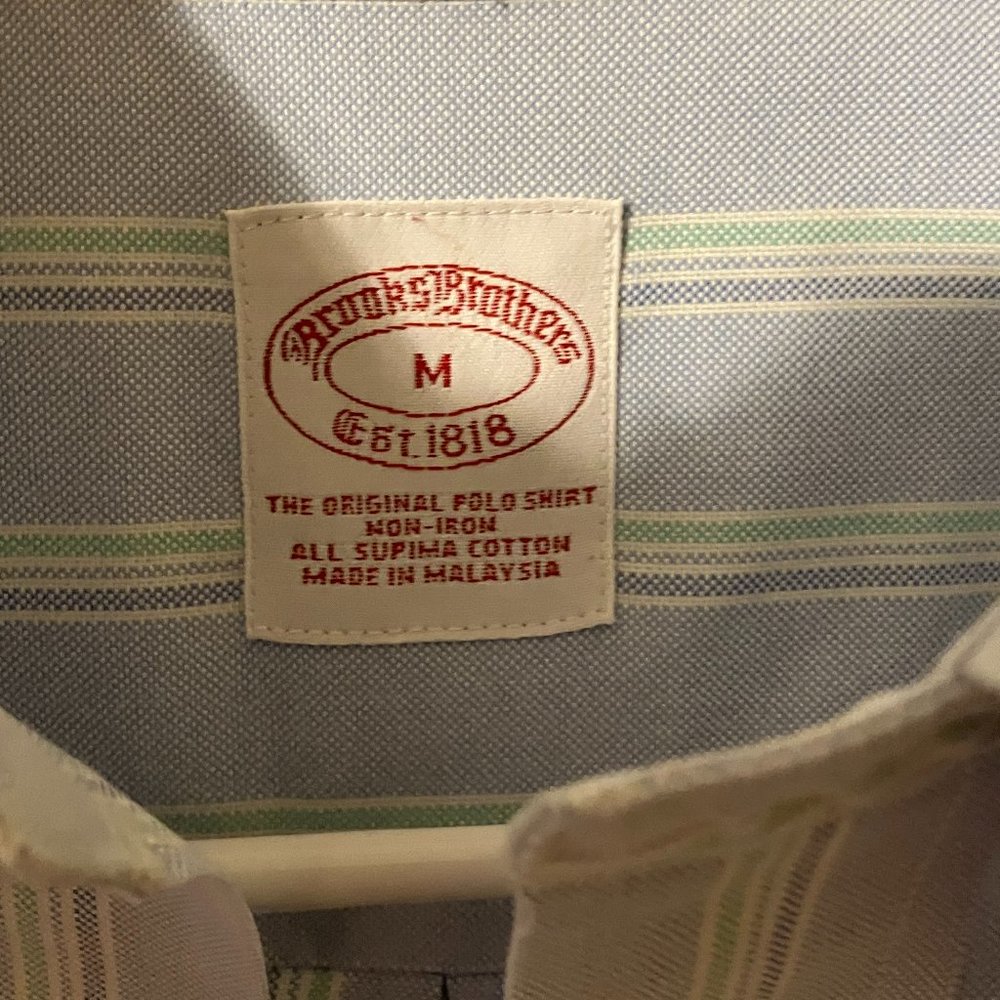 Brooks Brothers
M
Est. 1818
THE ORIGINAL POLO SHIRT
NON-IRON
ALL SUPIMA COTTON
MADE IN MALAYSIA